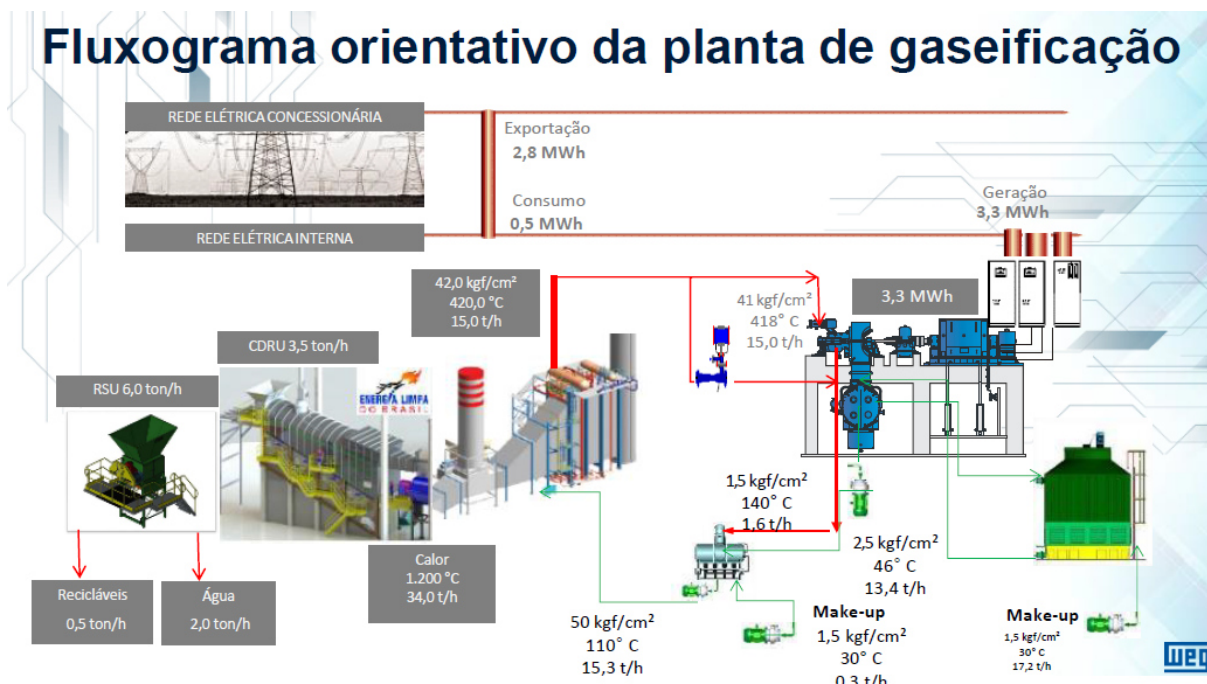 Fluxograma orientativo da planta de gaseificação
REDE ELÉTRICA CONCESSIONÁRIA
Exportação
2,8 MWh
Consumo
0,5 MWh
REDE ELÉTRICA INTERNA
Geração
3,3 MWh
42,0 kgf/cm²
420,0 °C
15,0 t/h
41 kgf/cm²
418° C
15,0 t/h
3,3 MWh
CDRU 3,5 ton/h
ENERGIA LIMPA
DO BRASIL
RSU 6,0 ton/h
Recicláveis
0,5 ton/h
Água
2,0 ton/h
Calor
1.200 °C
34,0 t/h
1,5 kgf/cm²
140° C
1,6 t/h
2,5 kgf/cm²
46° C
13,4 t/h
50 kgf/cm²
110° C
15,3 t/h
Make-up
1,5 kgf/cm²
30° C
0,3 t/h
Make-up
1,5 kgf/cm²
30° C
17,2 t/h
WEG